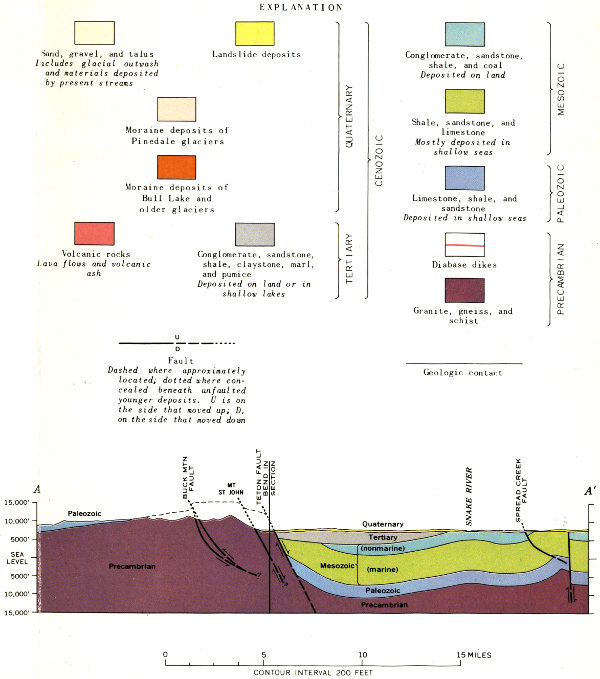 EXPLANATION
Sand, gravel, and talus
Includes glacial outwash
and materials deposited
by present streams
Landslide deposits
Moraine deposits of
Pinedale glaciers
Moraine deposits of
Bull Lake and
older glaciers
QUATERNARY
Volcanic rocks
Lava flows and volcanic
ash
Conglomerate, sandstone,
shale, claystone, marl,
and pumice
Deposited on land or in
shallow lakes
TERTIARY
CENOZOIC
Conglomerate, sandstone,
shale, and coal
Deposited on land
Shale, sandstone, and
limestone
Mostly deposited in
shallow seas
MESOZOIC
Limestone, shale, and
sandstone
Deposited in shallow seas
PALEOZOIC
Diabase dikes
Granite, gneiss, and
schist
PRECAMBRIAN
U
D
Fault
Dashed where approximately
located; dotted where con-
cealed beneath unfaulted
younger deposits. U is on
the side that moved up; D,
on the side that moved down
Geologic contact
A
A'
BUCK MTN
FAULT
MT
ST JOHN
TETON FAULT
BEND IN
SECTION
SNAKE RIVER
SPREAD CREEK
FAULT
15,000'
10,000'
5000'
SEA
LEVEL
5000'
10,000'
15,000'
Paleozoic
Precambrian
Quaternary
Tertiary
(nonmarine)
Mesozoic
(marine)
Paleozoic
Precambrian
?
?
0 5 10 15 MILES
CONTOUR INTERVAL 200 FEET